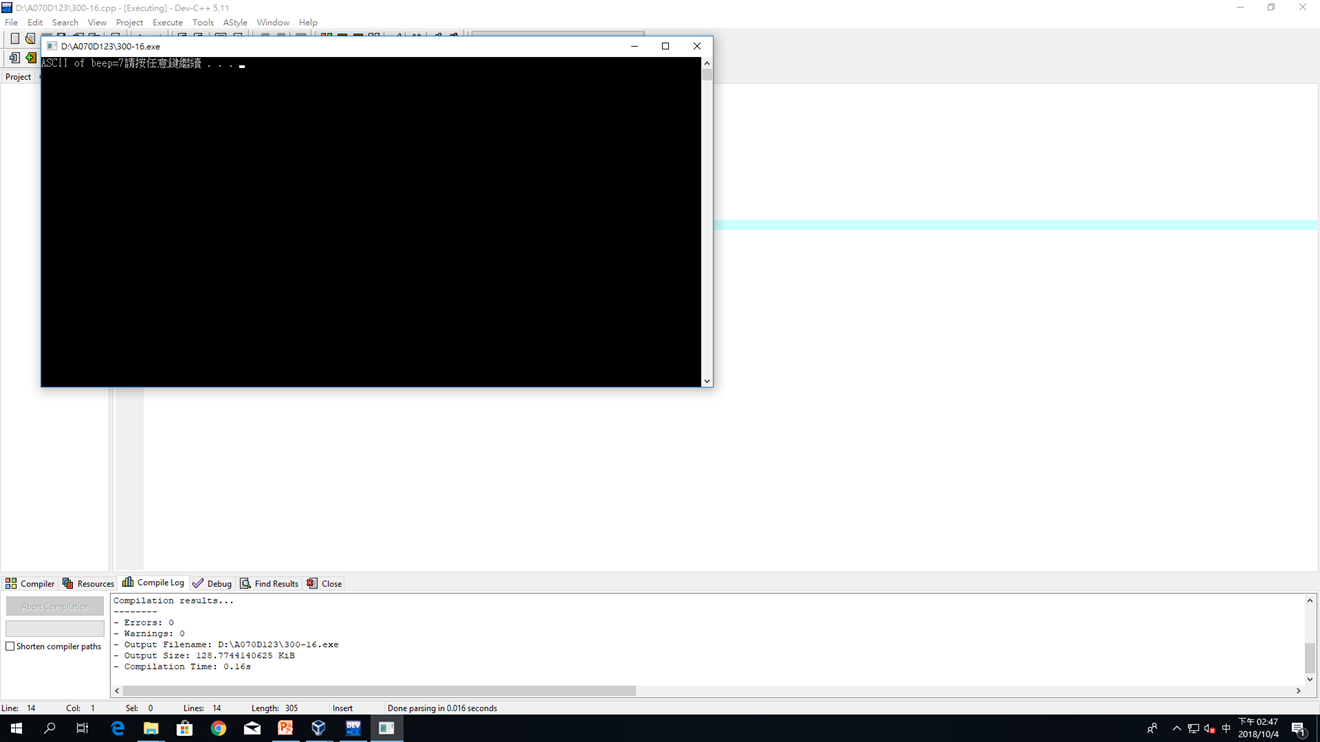 D:\A070D123\300-16.cpp - [Executing] - Dev-C++ 5.11
File Edit Search View Project Execute Tools AStyle Window Help
D:\A070D123\300-16.exe
ASCII of beep=7請按任意鍵繼續 . . .
Project
Compiler Resources Compile Log Debug Find Results Close
Abort Compilation
Shorten compiler paths
Compilation results...
--------
- Errors: 0
- Warnings: 0
- Output Filename: D:\A070D123\300-16.exe
- Output Size: 128.7744140625 KiB
- Compilation Time: 0.16s
Line: 14 Col: 1 Sel: 0 Lines: 14 Length: 305 Insert Done parsing in 0.016 seconds
DEV
中
下午 02:47
2018/10/4
1